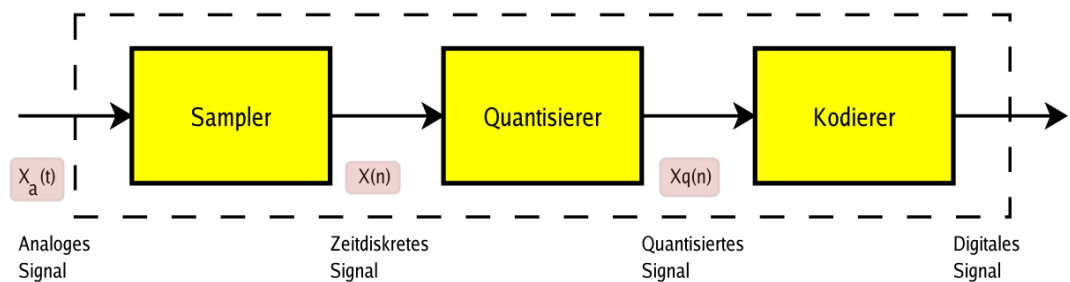 Sampler
Quantisierer
Kodierer
Xa(t)
X(n)
Xq(n)
Analoges
Signal
Zeitdiskretes
Signal
Quantisiertes
Signal
Digitales
Signal